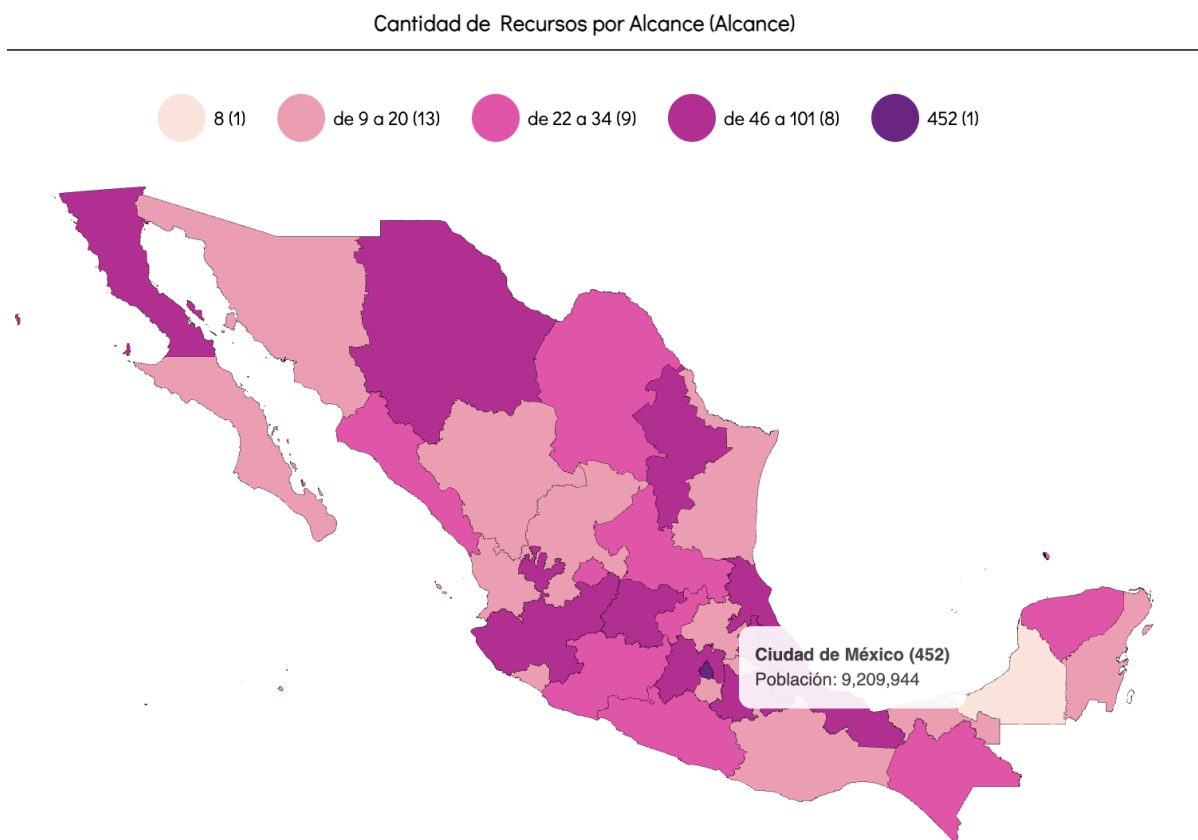 Cantidad de Recursos por Alcance (Alcance)
8 (1)
de 9 a 20 (13)
de 22 a 34 (9)
de 46 a 101 (8)
452 (1)
Ciudad de México (452)
Población: 9,209,944